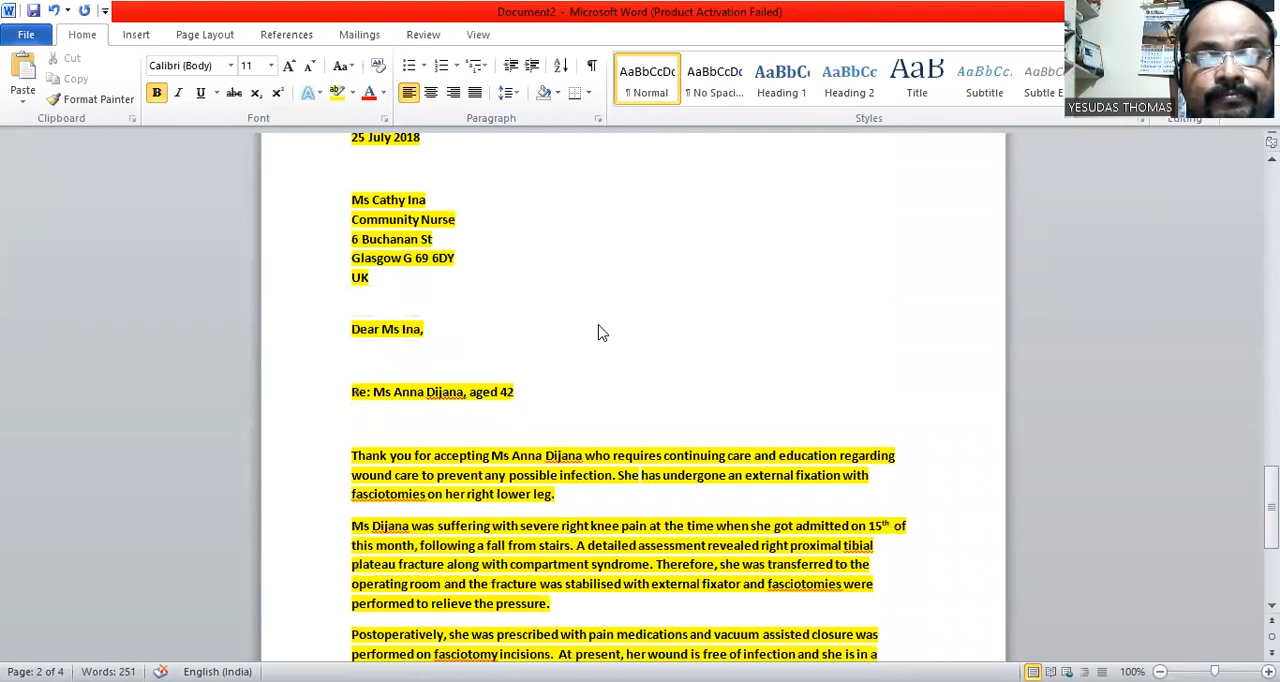 Document2 - Microsoft Word (Product Activation Failed)
File Home Insert Page Layout References Mailings Review View
Paste
Cut
Copy
Format Painter
Clipboard
Calibri (Body) 11
Font
Paragraph
AaBbCcDc AaBbCcDc AaBbC AaBbCc AaB AaBbCc. AaBbCc
¶ Normal ¶ No Spaci... Heading 1 Heading 2 Title Subtitle Subtle E
Styles
YESUDAS THOMAS
Editing
25 July 2018
Ms Cathy Ina
Community Nurse
6 Buchanan St
Glasgow G 69 6DY
UK
Dear Ms Ina,
Re: Ms Anna Dijana, aged 42
Thank you for accepting Ms Anna Dijana who requires continuing care and education regarding
wound care to prevent any possible infection. She has undergone an external fixation with
fasciotomies on her right lower leg.
Ms Dijana was suffering with severe right knee pain at the time when she got admitted on 15th of
this month, following a fall from stairs. A detailed assessment revealed right proximal tibial
plateau fracture along with compartment syndrome. Therefore, she was transferred to the
operating room and the fracture was stabilised with external fixator and fasciotomies were
performed to relieve the pressure.
Postoperatively, she was prescribed with pain medications and vacuum assisted closure was
performed on fasciotomy incisions. At present, her wound is free of infection and she is in a
Page: 2 of 4 Words: 251 English (India) 100%